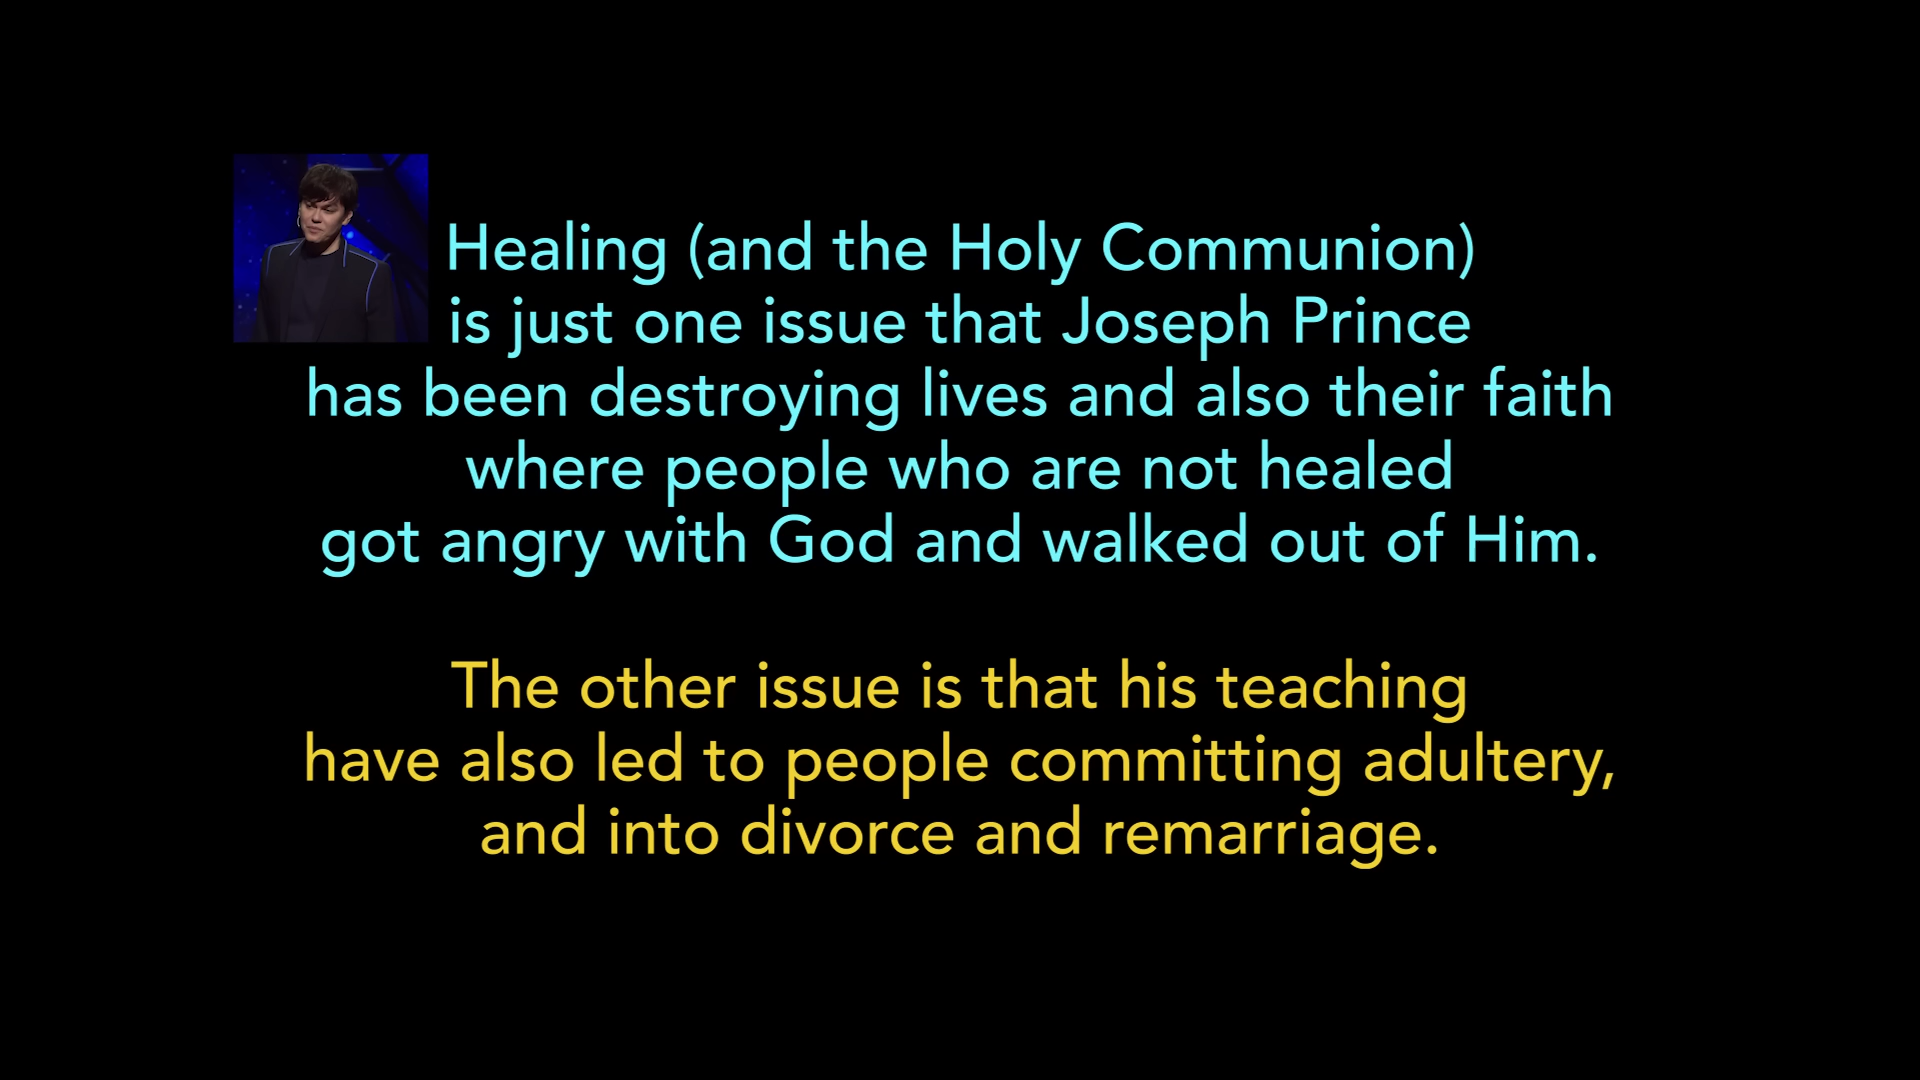 Healing (and the Holy Communion)
is just one issue that Joseph Prince
has been destroying lives and also their faith
where people who are not healed
got angry with God and walked out of Him.
The other issue is that his teaching
have also led to people committing adultery,
and into divorce and remarriage.